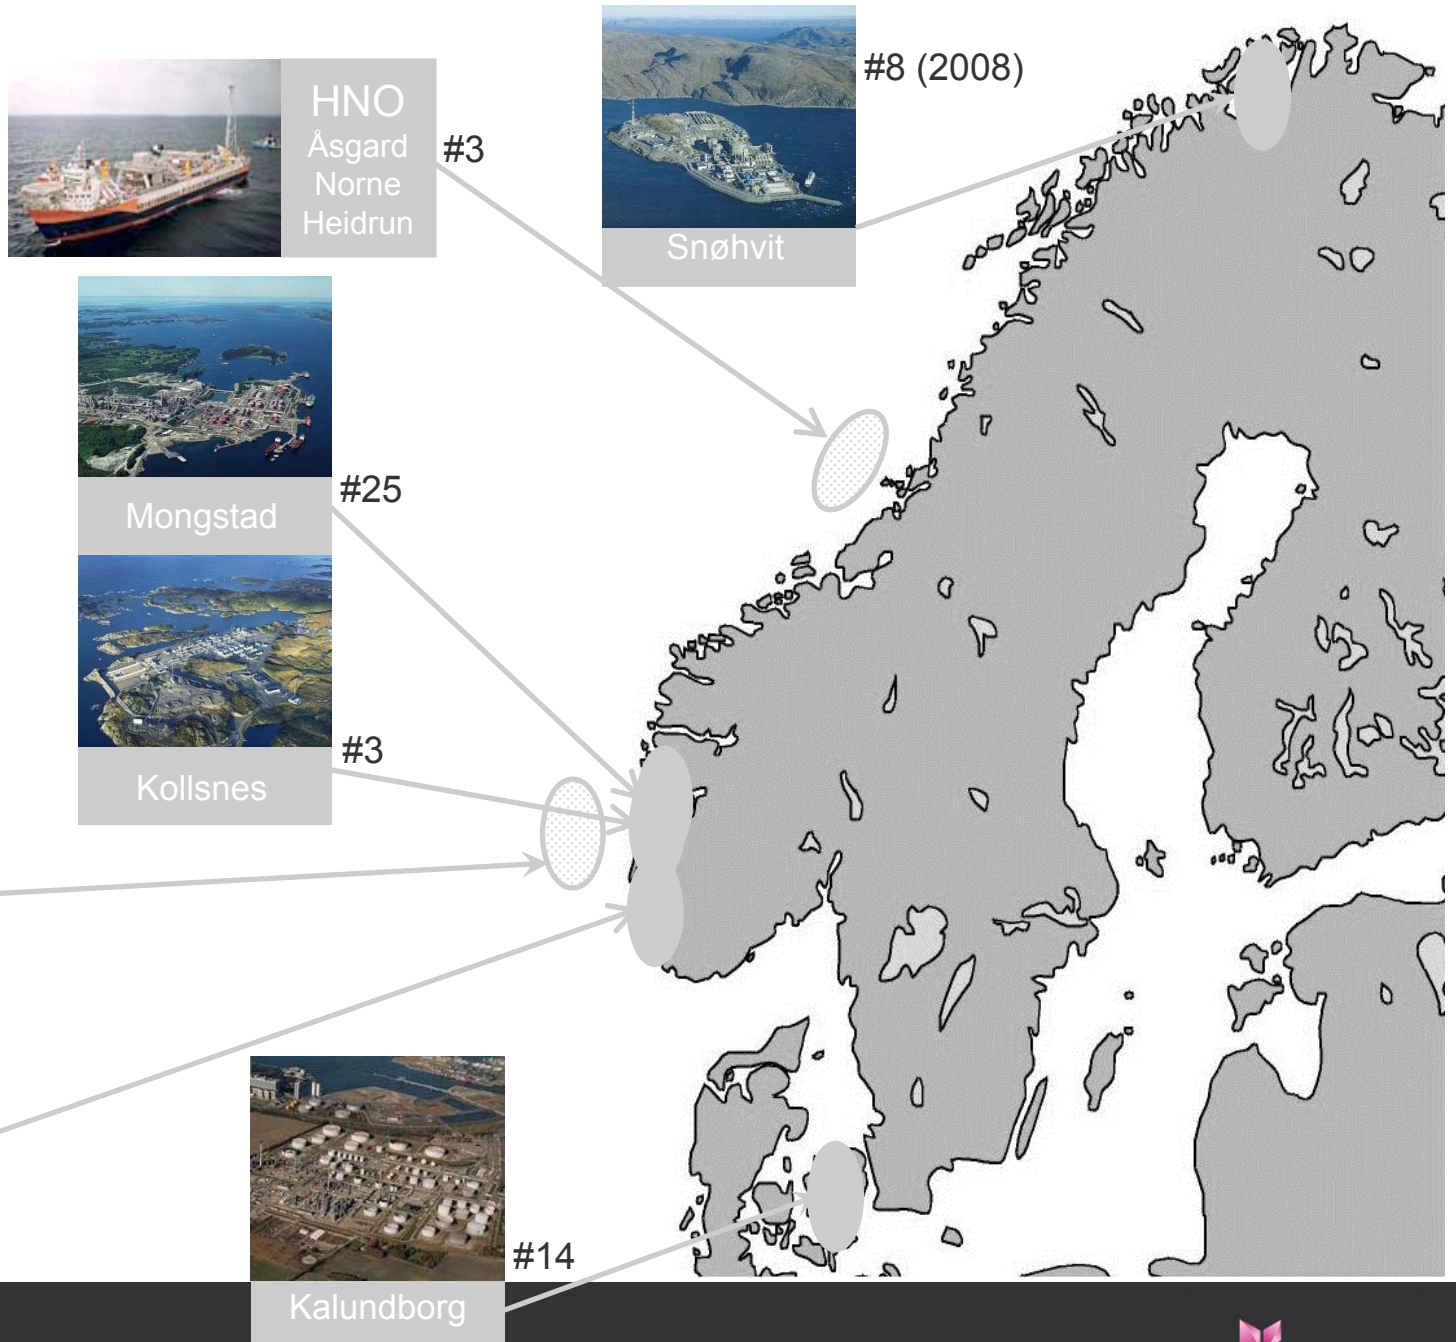 #8 (2008)
HNO
Åsgard
Norne
Heidrun
#3
Snøhvit
#25
Mongstad
#3
Kollsnes
#14
Kalundborg